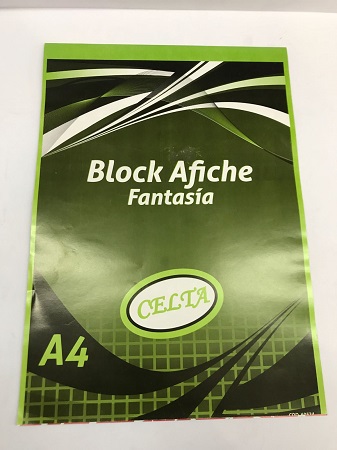 Block Afiche
Fantasía
CELTA
A4